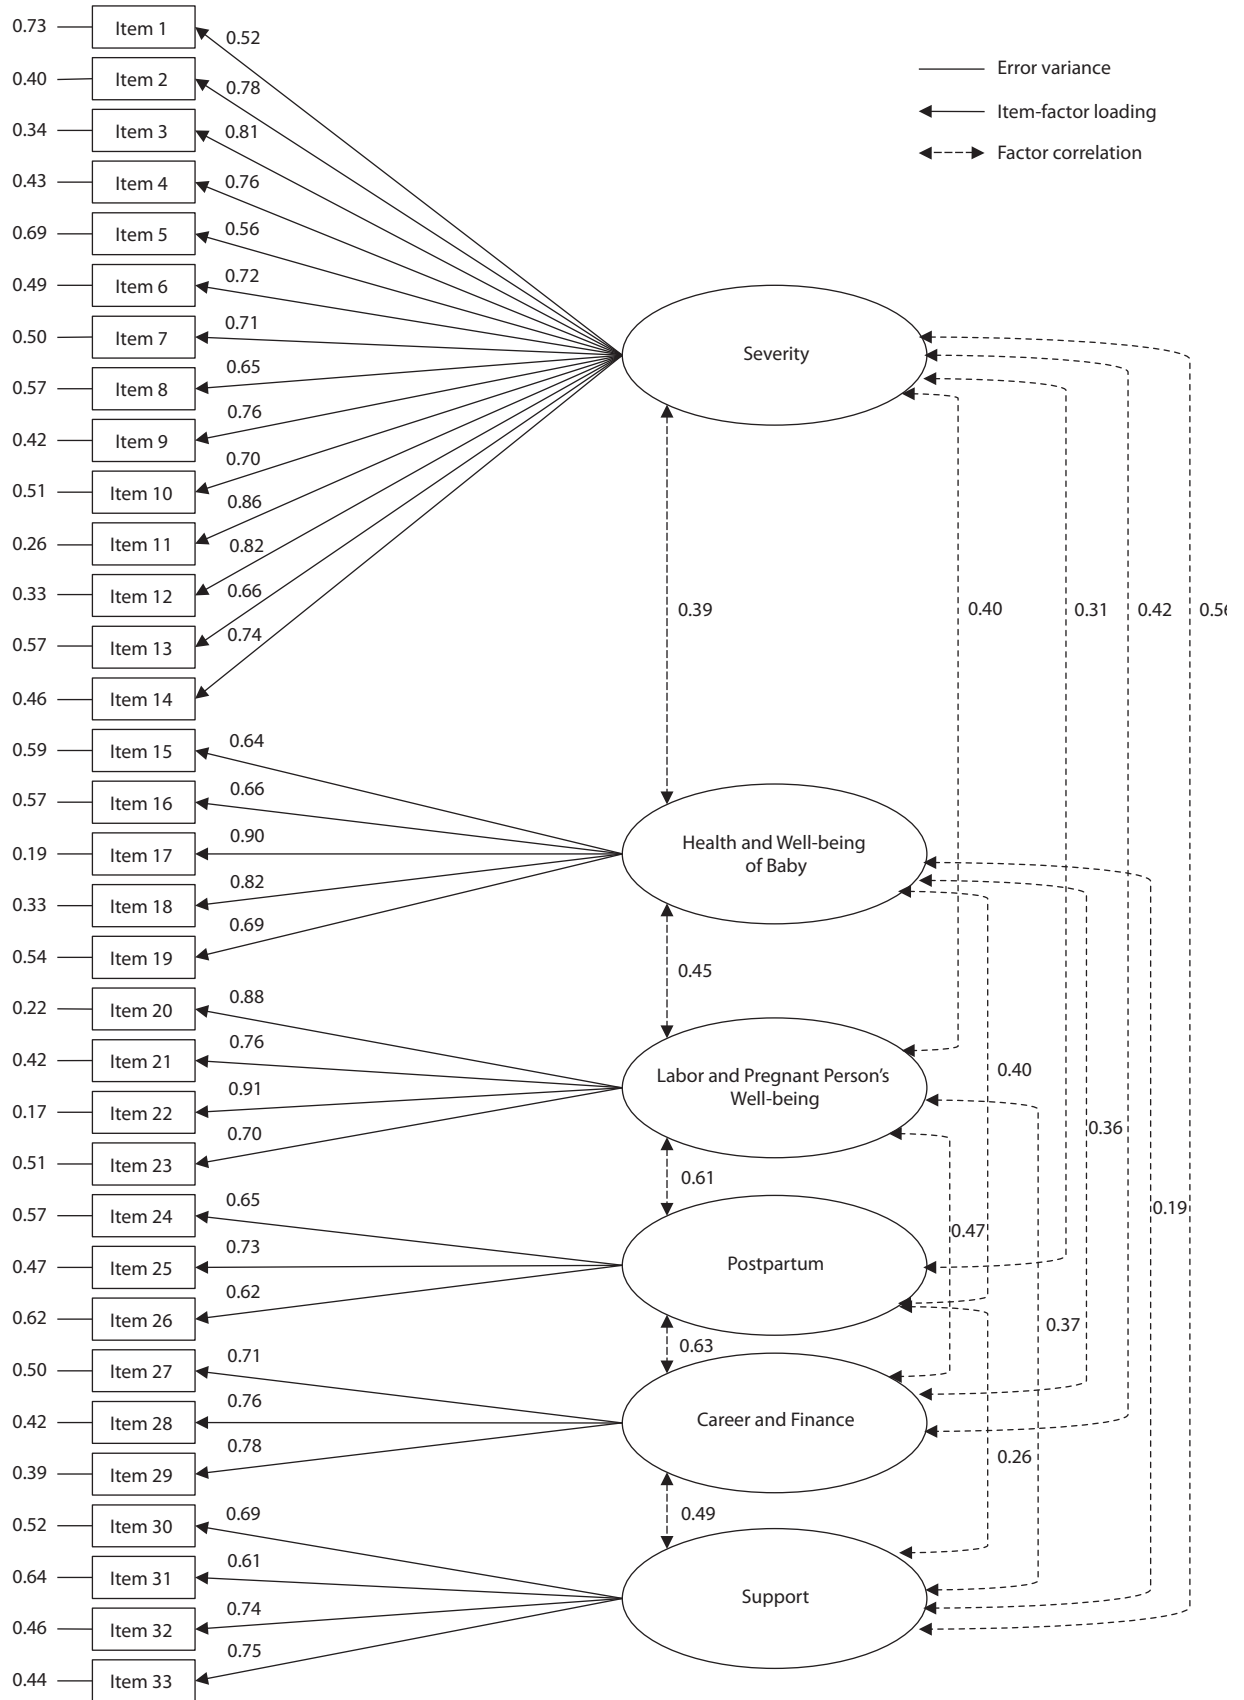 0.73 Item 1 0.52
0.40 Item 2 0.78
0.34 Item 3 0.81
0.43 Item 4 0.76
0.69 Item 5 0.56
0.49 Item 6 0.72
0.50 Item 7 0.71
0.57 Item 8 0.65
0.42 Item 9 0.76
0.51 Item 10 0.70
0.26 Item 11 0.86
0.33 Item 12 0.82
0.57 Item 13 0.66
0.46 Item 14 0.74
0.59 Item 15 0.64
0.57 Item 16 0.66
0.19 Item 17 0.90
0.33 Item 18 0.82
0.54 Item 19 0.69
0.22 Item 20 0.88
0.42 Item 21 0.76
0.17 Item 22 0.91
0.51 Item 23 0.70
0.57 Item 24 0.65
0.47 Item 25 0.73
0.62 Item 26 0.62
0.50 Item 27 0.71
0.42 Item 28 0.76
0.39 Item 29 0.78
0.52 Item 30 0.69
0.64 Item 31 0.61
0.46 Item 32 0.74
0.44 Item 33 0.75
Error variance
Item-factor loading
Factor correlation
Severity
0.39
0.40
0.31
0.42
Health and Well-being
of Baby
0.45
Labor and Pregnant Person's
Well-being
0.40
0.36
0.61
0.47
0.19
Postpartum
0.37
0.63
Career and Finance
0.26
0.49
Support